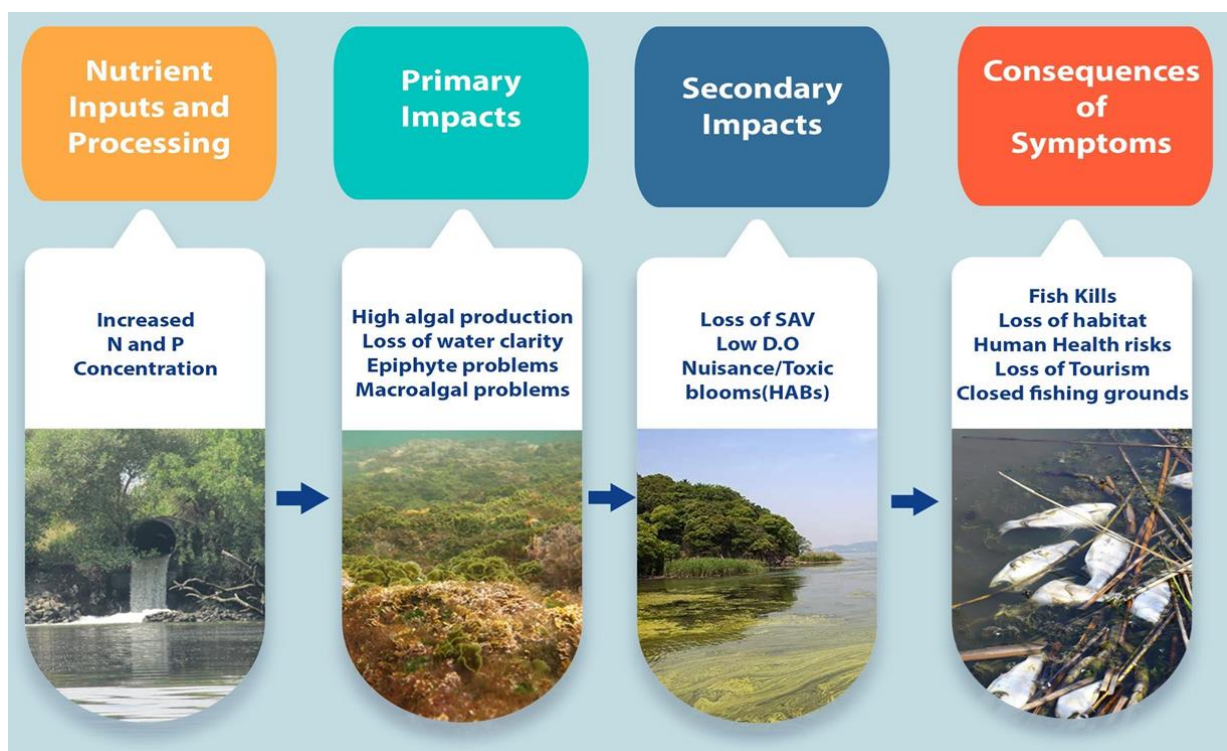 Nutrient
Inputs and
Processing
Increased
N and P
Concentration
Primary
Impacts
High algal production
Loss of water clarity
Epiphyte problems
Macroalgal problems
Secondary
Impacts
Loss of SAV
Low D.O
Nuisance/Toxic
blooms(HABs)
Consequences
of
Symptoms
Fish Kills
Loss of habitat
Human Health risks
Loss of Tourism
Closed fishing grounds